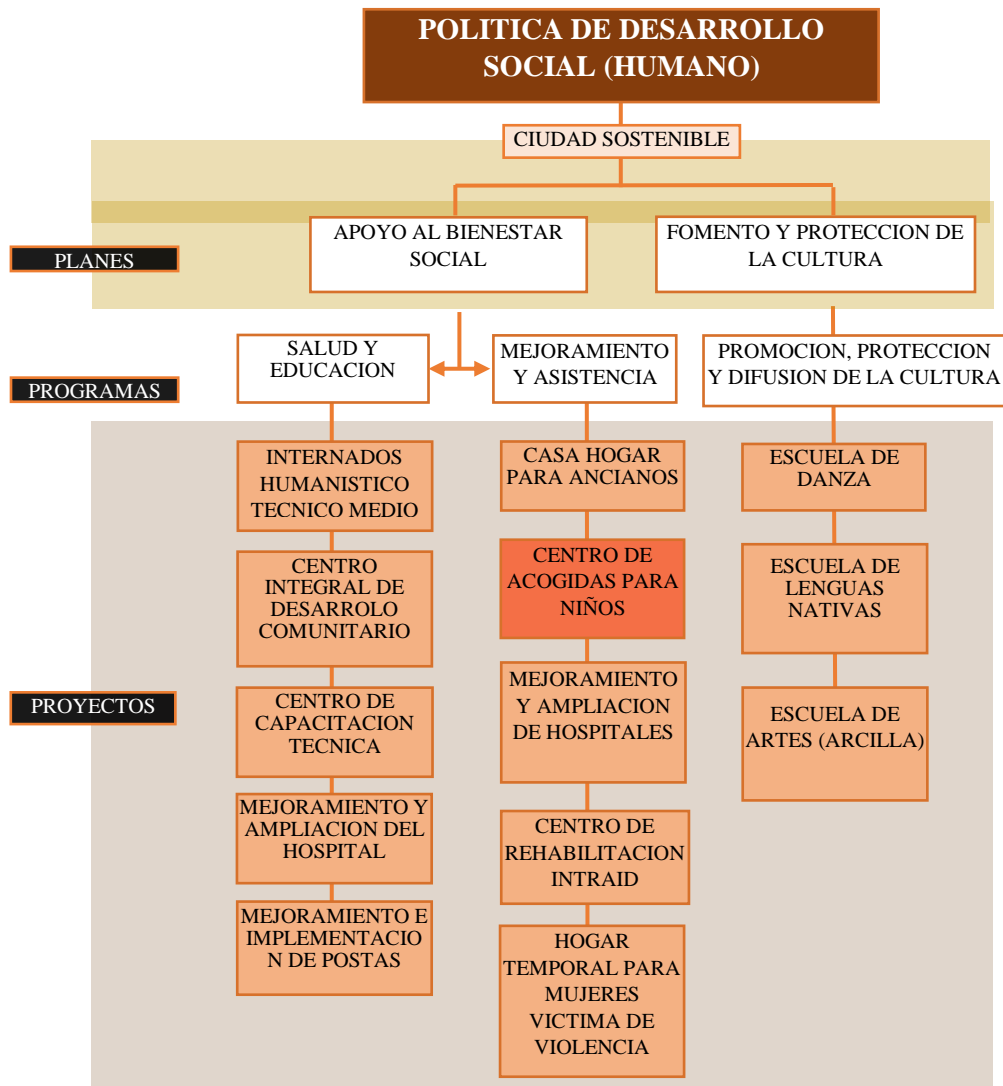 POLITICA DE DESARROLLO
SOCIAL (HUMANO)
CIUDAD SOSTENIBLE
PLANES
APOYO AL BIENESTAR
SOCIAL
FOMENTO Y PROTECCION DE
LA CULTURA
PROGRAMAS
SALUD Y
EDUCACION
MEJORAMIENTO
Y ASISTENCIA
PROMOCION, PROTECCION
Y DIFUSION DE LA CULTURA
PROYECTOS
INTERNADOS
HUMANISTICO
TECNICO MEDIO
CENTRO
INTEGRAL DE
DESARROLO
COMUNITARIO
CENTRO DE
CAPACITACION
TECNICA
MEJORAMIENTO Y
AMPLIACION DEL
HOSPITAL
MEJORAMIENTO E
IMPLEMENTACIO
N DE POSTAS
CASA HOGAR
PARA ANCIANOS
CENTRO DE
ACOGIDAS PARA
NIÑOS
MEJORAMIENTO
Y AMPLIACION
DE HOSPITALES
CENTRO DE
REHABILITACION
INTRAID
HOGAR
TEMPORAL PARA
MUJERES
VICTIMA DE
VIOLENCIA
ESCUELA DE
DANZA
ESCUELA DE
LENGUAS
NATIVAS
ESCUELA DE
ARTES (ARCILLA)